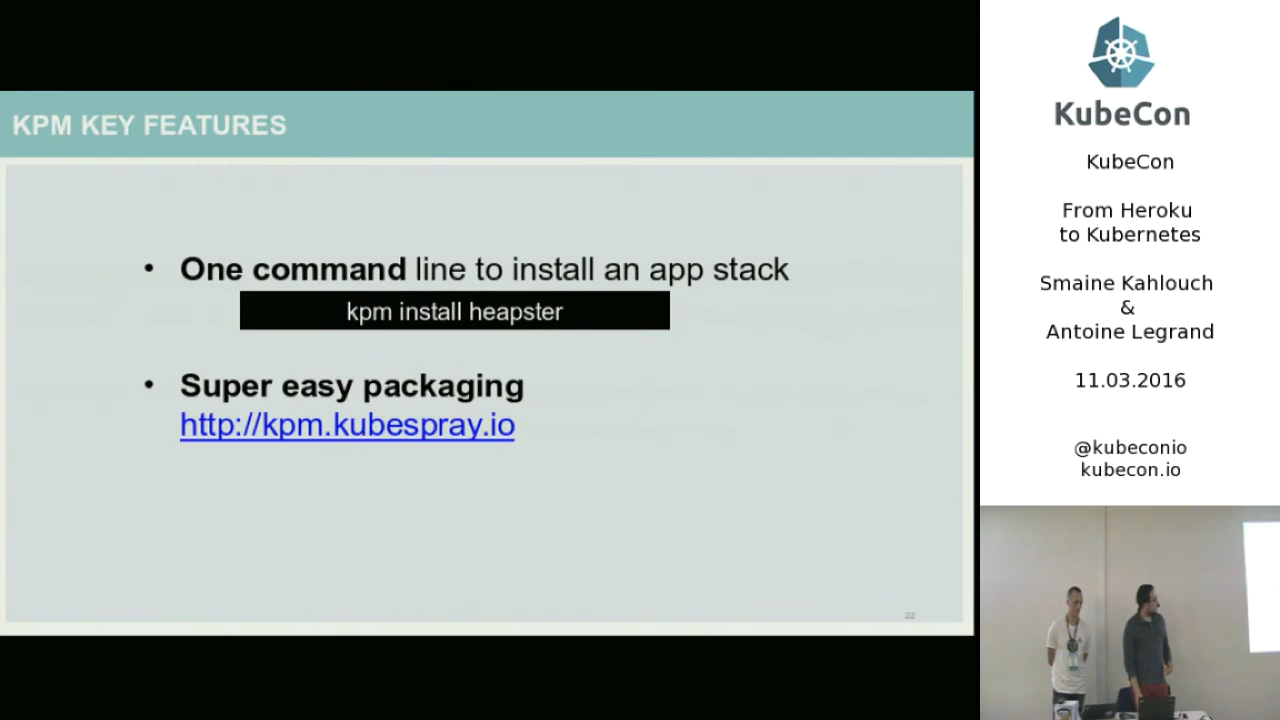 KPM KEY FEATURES
• One command line to install an app stack
kpm install heapster
• Super easy packaging
http://kpm.kubespray.io
22
KubeCon
KubeCon
From Heroku
to Kubernetes
Smaine Kahlouch
&
Antoine Legrand
11.03.2016
@kubeconio
kubecon.io